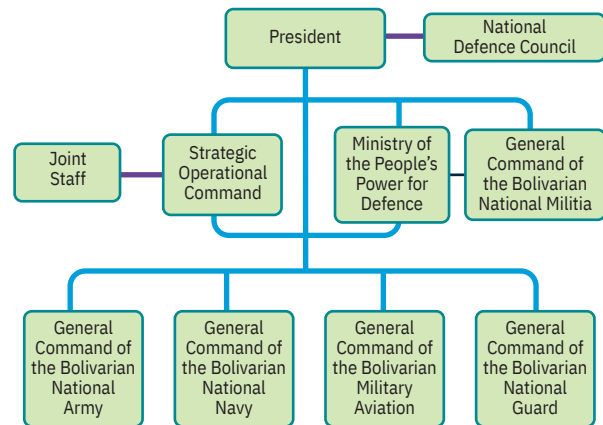 President
National
Defence Council
Joint
Staff
Strategic
Operational
Command
Ministry of
the People’s
Power for
Defence
General
Command of
the Bolivarian
National Militia
General
Command of
the Bolivarian
National
Army
General
Command of
the Bolivarian
National
Navy
General
Command of
the Bolivarian
Military
Aviation
General
Command of
the Bolivarian
National
Guard